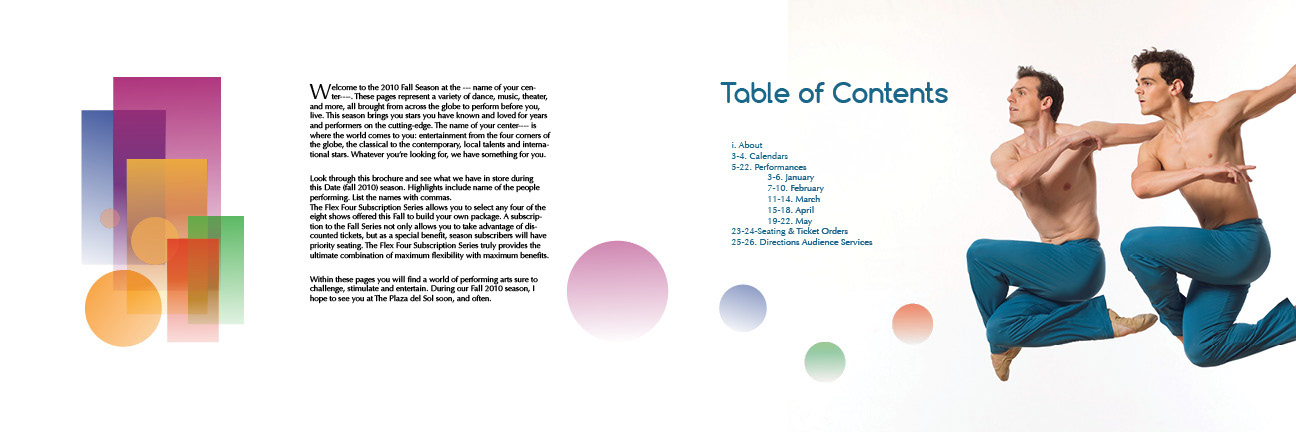 Welcome to the 2010 Fall Season at the --- name of your cen-
ter----. These pages represent a variety of dance, music, theater,
and more, all brought from across the globe to perform before you,
live. This season brings you stars you have known and loved for years
and performers on the cutting-edge. The name of your center---- is
where the world comes to you: entertainment from the four corners of
the globe, the classical to the contemporary, local talents and interna-
tional stars. Whatever you're looking for, we have something for you.
Look through this brochure and see what we have in store during
this Date (fall 2010) season. Highlights include name of the people
performing. List the names with commas.
The Flex Four Subscription Series allows you to select any four of the
eight shows offered this Fall to build your own package. A subscrip-
tion to the Fall Series not only allows you to take advantage of dis-
counted tickets, but as a special benefit, season subscribers will have
priority seating. The Flex Four Subscription Series truly provides the
ultimate combination of maximum flexibility with maximum benefits.
Within these pages you will find a world of performing arts sure to
challenge, stimulate and entertain. During our Fall 2010 season, I
hope to see you at The Plaza del Sol soon, and often.
Table of Contents
i. About
3-4. Calendars
5-22. Performances
3-6. January
7-10. February
11-14. March
15-18. April
19-22. May
23-24-Seating & Ticket Orders
25-26. Directions Audience Services